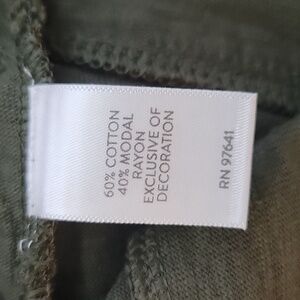 60% COTTON
40% MODAL
RAYON
EXCLUSIVE OF
DECORATION
RN 97641